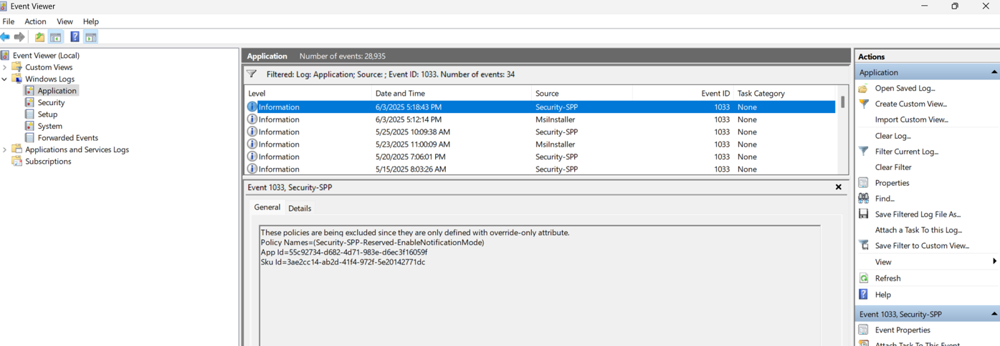 Event Viewer
File Action View Help
Event Viewer (Local)
Custom Views
Windows Logs
Application
Security
Setup
System
Forwarded Events
Applications and Services Logs
Subscriptions
Application Number of events: 28,935
Filtered: Log: Application; Source: ; Event ID: 1033. Number of events: 34
Level Date and Time Source Event ID Task Category
Information 6/3/2025 5:18:43 PM Security-SPP 1033 None
Information 6/3/2025 5:12:14 PM MsiInstaller 1033 None
Information 5/25/2025 10:09:38 AM Security-SPP 1033 None
Information 5/23/2025 11:00:09 AM MsiInstaller 1033 None
Information 5/20/2025 7:06:01 PM Security-SPP 1033 None
Information 5/15/2025 8:03:26 AM Security-SPP 1033 None
Event 1033, Security-SPP
General Details
These policies are being excluded since they are only defined with override-only attribute.
Policy Names=(Security-SPP-Reserved-EnableNotificationMode)
App Id=55c92734-d682-4d71-983e-d6ec3f16059f
Sku Id=3ae2cc14-ab2d-41f4-972f-5e20142771dc
Actions
Application
Open Saved Log...
Create Custom View...
Import Custom View...
Clear Log...
Filter Current Log...
Clear Filter
Properties
Find...
Save Filtered Log File As...
Attach a Task To this Log...
Save Filter to Custom View...
View
Refresh
Help
Event 1033, Security-SPP
Event Properties
Attach Task To This Event...